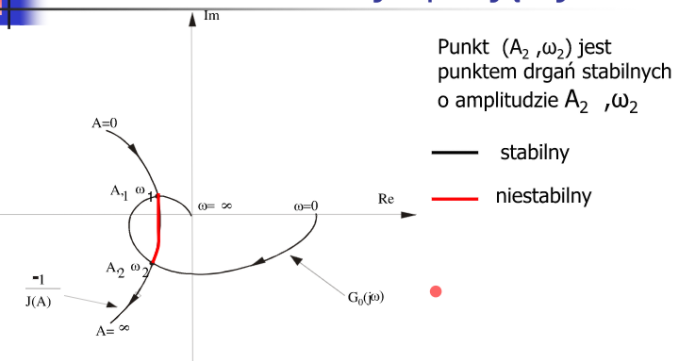 Im
Punkt (A₂ ,ω₂) jest
punktem drgań stabilnych
o amplitudzie A₂ ,ω₂
A=0
stabilny
A₁ ω₁
ω= ∞
ω=0
Re
niestabilny
A₂ ω₂
-1
J(A)
G₀(jω)
A= ∞